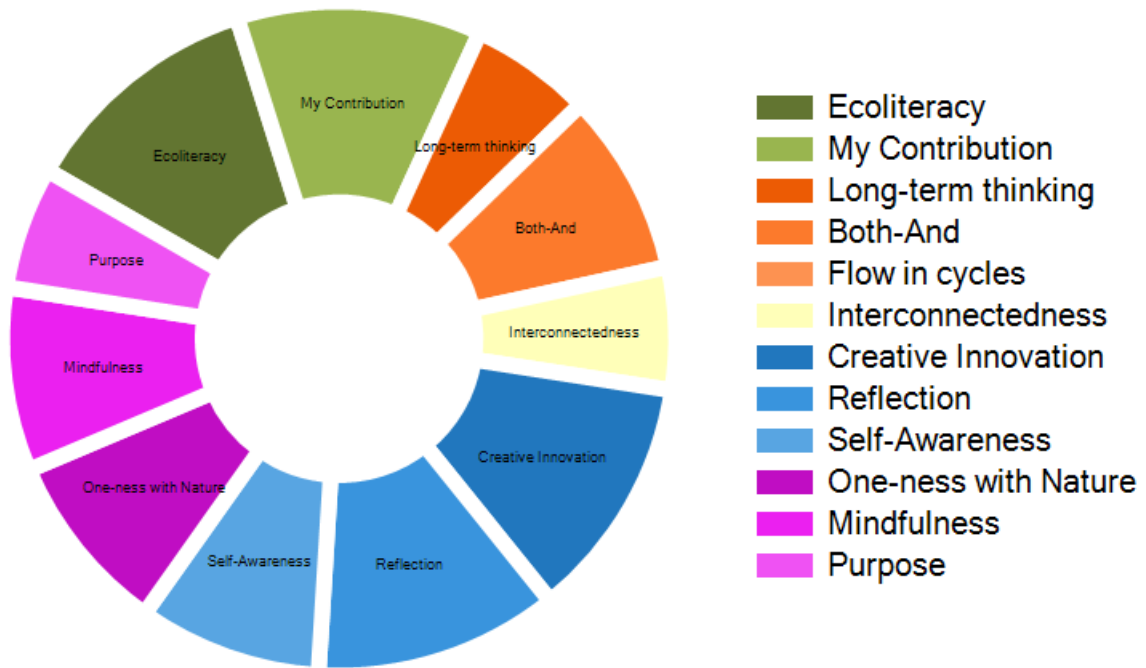 My Contribution
Long-term thinking
Ecoliteracy
Both-And
Purpose
Interconnectedness
Mindfulness
Creative Innovation
One-ness with Nature
Self-Awareness
Reflection
Ecoliteracy
My Contribution
Long-term thinking
Both-And
Flow in cycles
Interconnectedness
Creative Innovation
Reflection
Self-Awareness
One-ness with Nature
Mindfulness
Purpose